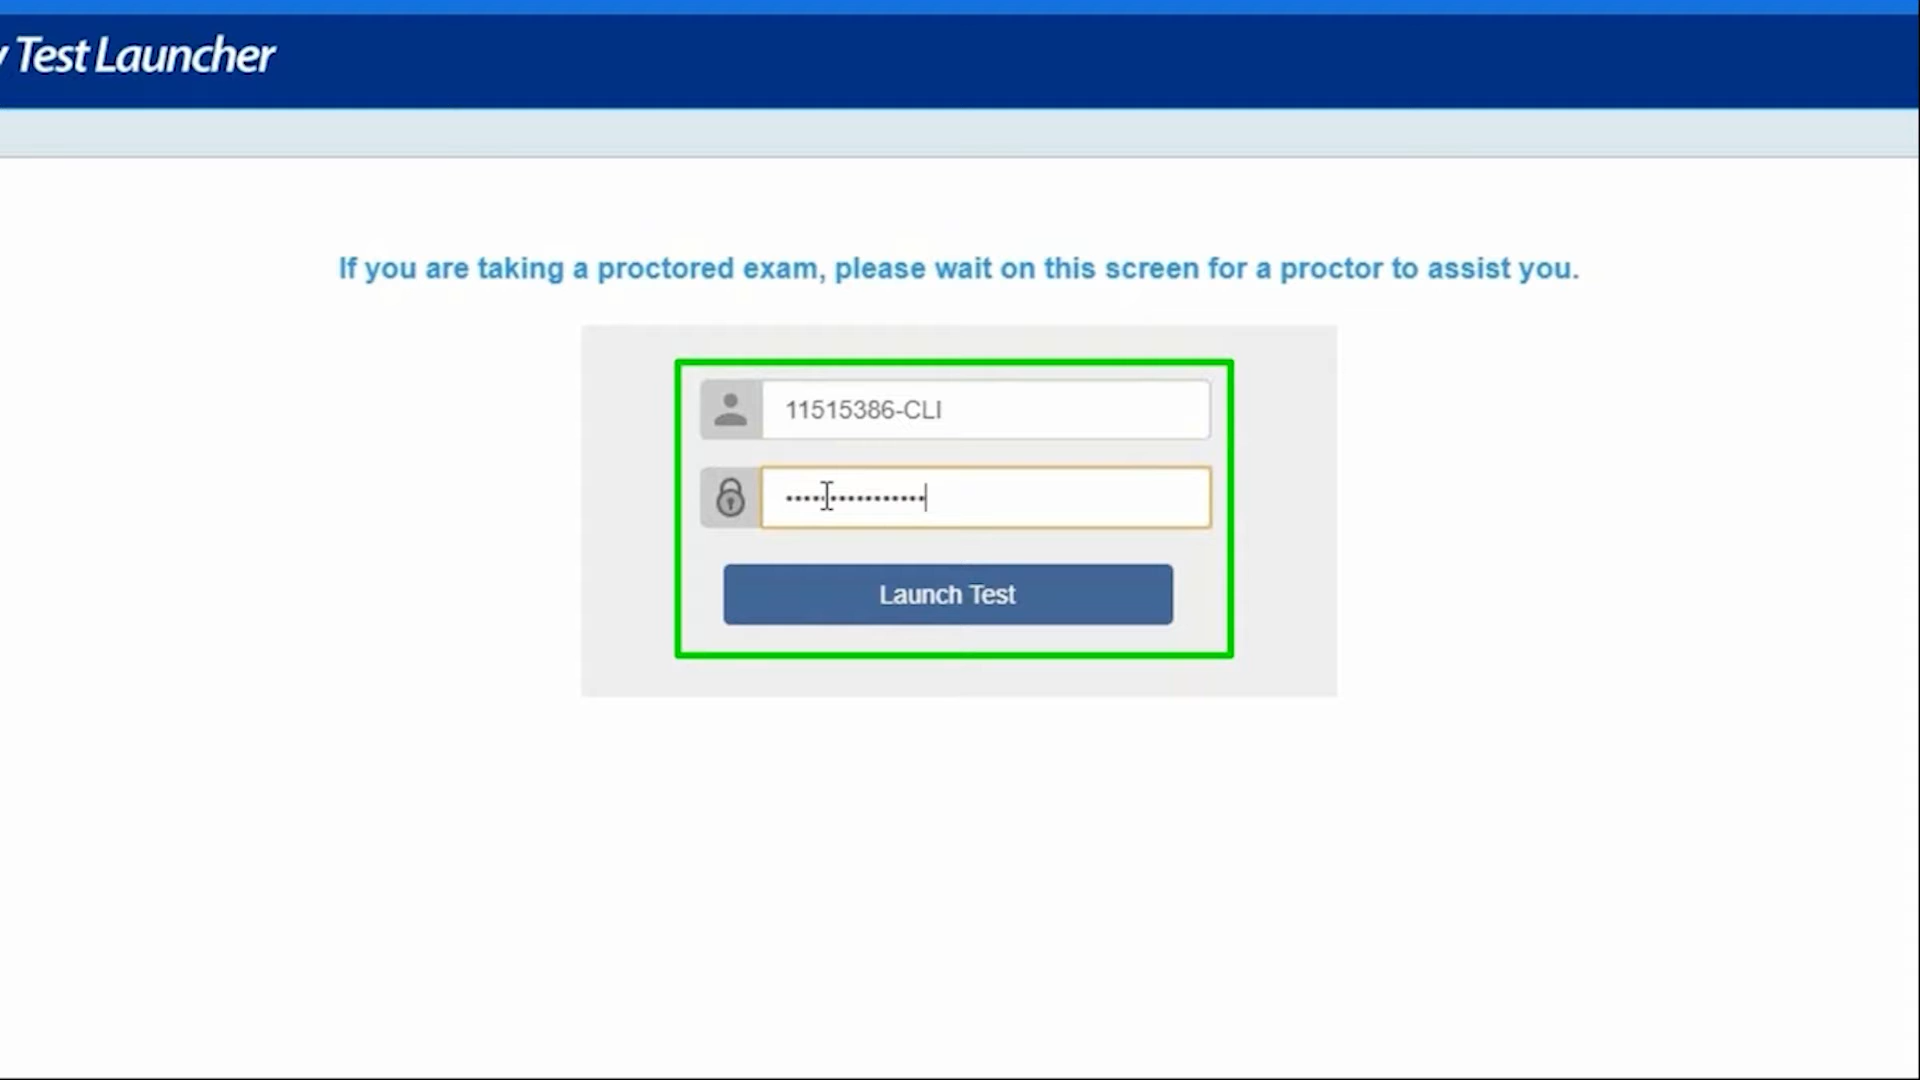 Test Launcher
If you are taking a proctored exam, please wait on this screen for a proctor to assist you.
11515386-CLI
Launch Test